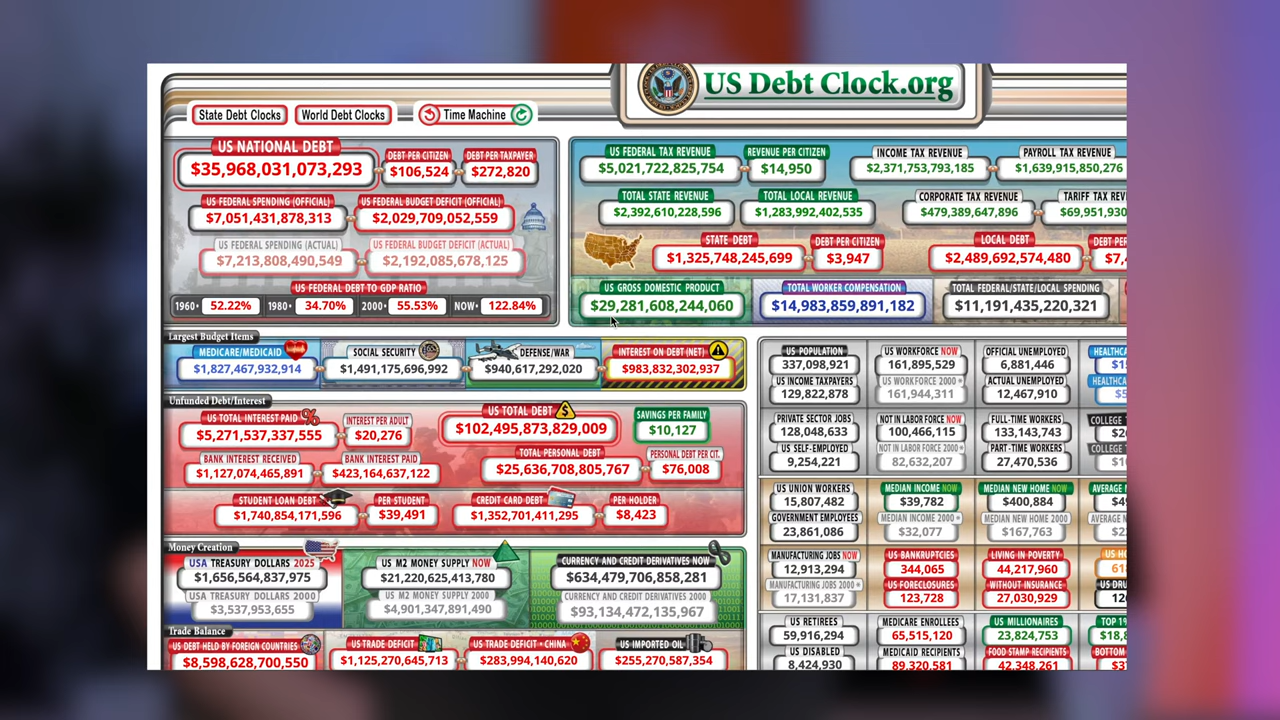 US Debt Clock.org
State Debt Clocks
World Debt Clocks
Time Machine
US NATIONAL DEBT
$35,968,031,073,293
DEBT PER CITIZEN
$106,524
DEBT PER TAXPAYER
$272,820
US FEDERAL SPENDING (OFFICIAL)
$7,051,431,878,313
US FEDERAL BUDGET DEFICIT (OFFICIAL)
$2,029,709,052,559
US FEDERAL SPENDING (ACTUAL)
$7,213,808,490,549
US FEDERAL BUDGET DEFICIT (ACTUAL)
$2,192,085,678,125
US FEDERAL DEBT TO GDP RATIO
1960• 52.22% 1980• 34.70% 2000• 55.53% NOW• 122.84%
US FEDERAL TAX REVENUE
$5,021,722,825,754
REVENUE PER CITIZEN
$14,950
INCOME TAX REVENUE
$2,371,753,793,185
PAYROLL TAX REVENUE
$1,639,915,850,276
TOTAL STATE REVENUE
$2,392,610,228,596
TOTAL LOCAL REVENUE
$1,283,992,402,535
CORPORATE TAX REVENUE
$479,389,647,896
TARIFF TAX REVENUE
$69,951,930
STATE DEBT
$1,325,748,245,699
DEBT PER CITIZEN
$3,947
LOCAL DEBT
$2,489,692,574,480
DEBT PER
$7,
US GROSS DOMESTIC PRODUCT
$29,281,608,244,060
TOTAL WORKER COMPENSATION
$14,983,859,891,182
TOTAL FEDERAL/STATE/LOCAL SPENDING
$11,191,435,220,321
Largest Budget Items
MEDICARE/MEDICAID
$1,827,467,932,914
SOCIAL SECURITY
$1,491,175,696,992
DEFENSE/WAR
$940,617,292,020
INTEREST ON DEBT (NET)
$983,832,302,937
Unfunded Debt/Interest
US TOTAL INTEREST PAID
$5,271,537,337,555
INTEREST PER ADULT
$20,276
US TOTAL DEBT
$102,495,873,829,009
SAVINGS PER FAMILY
$10,127
BANK INTEREST RECEIVED
$1,127,074,465,891
BANK INTEREST PAID
$423,164,637,122
TOTAL PERSONAL DEBT
$25,636,708,805,767
PERSONAL DEBT PER CIT.
$76,008
STUDENT LOAN DEBT
$1,740,854,171,596
PER STUDENT
$39,491
CREDIT CARD DEBT
$1,352,701,411,295
PER HOLDER
$8,423
Money Creation
USA TREASURY DOLLARS 2025
$1,656,564,837,975
USA TREASURY DOLLARS 2000
$3,537,953,655
US M2 MONEY SUPPLY NOW
$21,220,625,413,780
US M2 MONEY SUPPLY 2000
$4,901,347,891,490
CURRENCY AND CREDIT DERIVATIVES NOW
$634,479,706,858,281
CURRENCY AND CREDIT DERIVATIVES 2000
$93,134,472,135,967
Trade Balance
US DEBT HELD BY FOREIGN COUNTRIES
$8,598,628,700,550
US TRADE DEFICIT
$1,125,270,645,713
US TRADE DEFICIT • CHINA
$283,994,140,620
US IMPORTED OIL
$255,270,587,354
US POPULATION
337,098,921
US INCOME TAXPAYERS
129,822,878
US WORKFORCE NOW
161,895,529
US WORKFORCE 2000
161,944,311
OFFICIAL UNEMPLOYED
6,881,446
ACTUAL UNEMPLOYED
12,467,910
HEALTHCA
HEALTHCA
PRIVATE SECTOR JOBS
128,048,633
US SELF-EMPLOYED
9,254,221
NOT IN LABOR FORCE NOW
100,466,115
NOT IN LABOR FORCE 2000
82,632,207
FULL-TIME WORKERS
133,143,743
PART-TIME WORKERS
27,470,536
COLLEGE
COLLEGE
US UNION WORKERS
15,807,482
GOVERNMENT EMPLOYEES
23,861,086
MEDIAN INCOME NOW
$39,782
MEDIAN INCOME 2000
$32,077
MEDIAN NEW HOME NOW
$400,884
MEDIAN NEW HOME 2000
$167,763
AVERAGE
AVERAGE
MANUFACTURING JOBS NOW
12,913,294
MANUFACTURING JOBS 2000
17,131,837
US BANKRUPTCIES
344,065
US FORECLOSURES
123,728
LIVING IN POVERTY
44,217,960
WITHOUT INSURANCE
27,030,929
US HO
US DRU
US RETIREES
59,916,294
US DISABLED
8,424,930
MEDICARE ENROLLEES
65,515,120
MEDICAID RECIPIENTS
89,320,581
US MILLIONAIRES
23,824,753
FOOD STAMP RECIPIENTS
42,348,261
TOP 1%
$18,8
BOTTOM